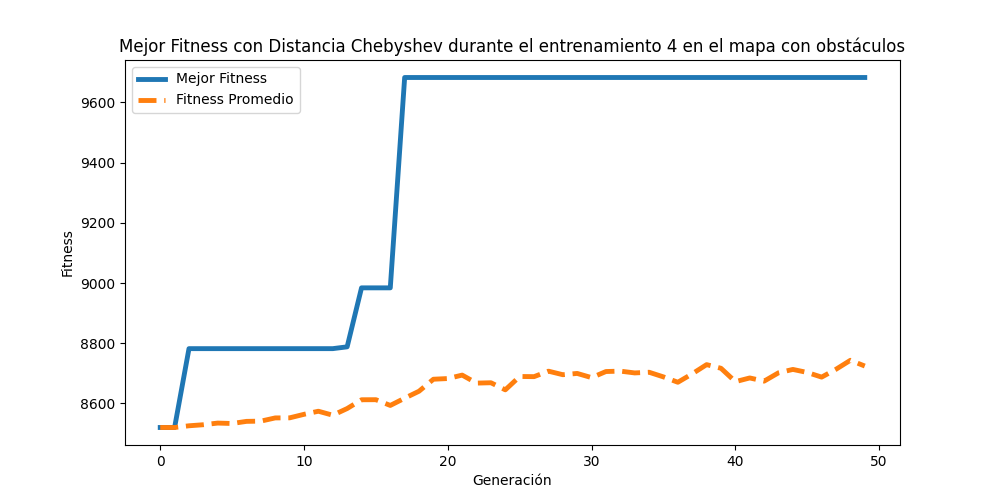 Mejor Fitness con Distancia Chebyshev durante el entrenamiento 4 en el mapa con obstáculos
Mejor Fitness
Fitness Promedio
Fitness
9600
9400
9200
9000
8800
8600
0 10 20 30 40 50
Generación